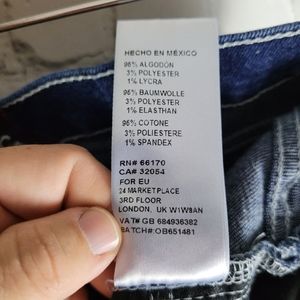 HECHO EN MÉXICO
96% ALGODÓN
3% POLYESTER
1% LYCRA
96% BAUMWOLLE
3% POLYESTER
1% ELASTHAN
96% COTONE
3% POLIESTERE
1% SPANDEX
RN# 66170
CA# 32054
FOR EU
24 MARKETPLACE
3RD FLOOR
LONDON, UK W1W8AN
VAT# GB 684936382
BATCH#:OB651481